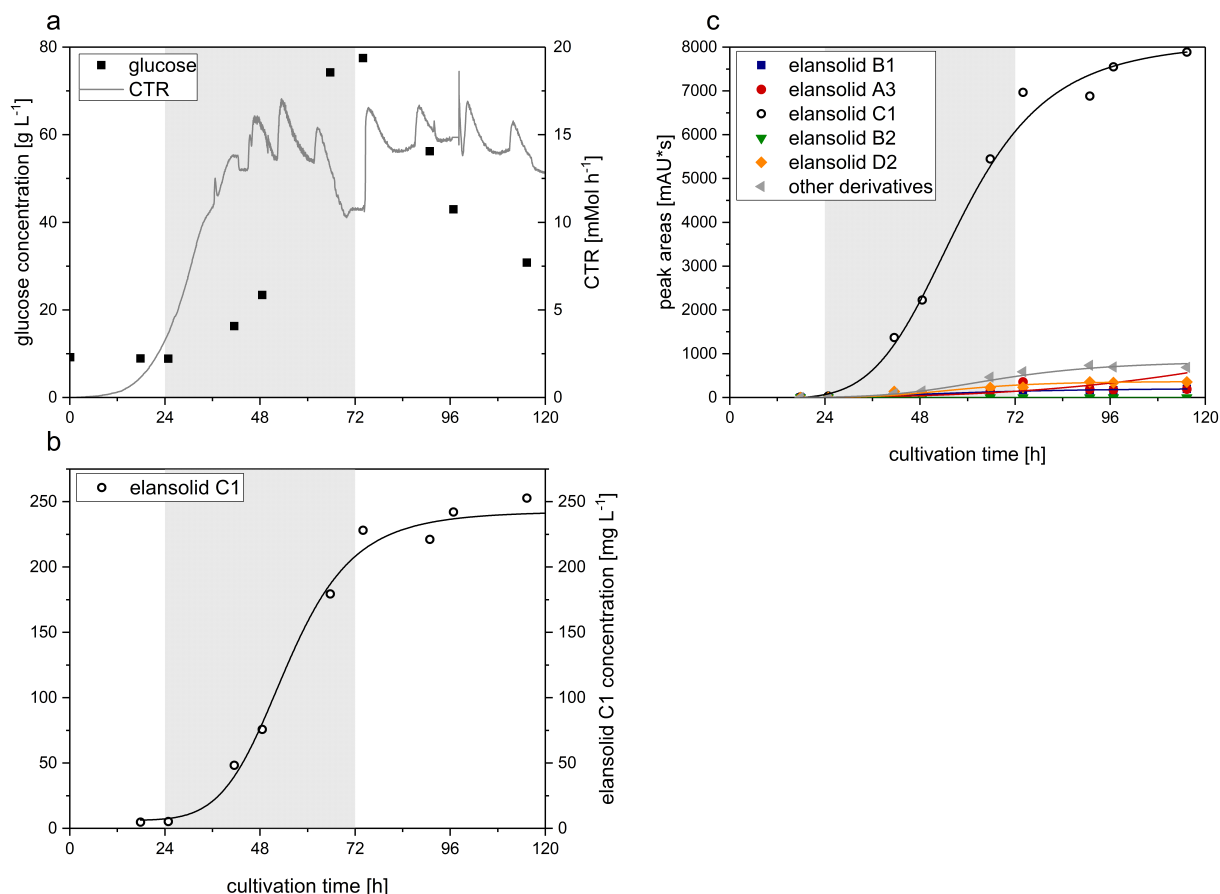 a
glucose
CTR
glucose concentration [g L-1]
80
60
40
20
0
CTR [mMol h-1]
20
15
10
5
0
0 24 48 72 96 120
b
elansolid C1
250
200
150
100
50
0
elansolid C1 concentration [mg L-1]
250
200
150
100
50
0
0 24 48 72 96 120
cultivation time [h]
c
elansolid B1
elansolid A3
elansolid C1
elansolid B2
elansolid D2
other derivatives
peak areas [mAU*s]
8000
7000
6000
5000
4000
3000
2000
1000
0
0 24 48 72 96 120
cultivation time [h]